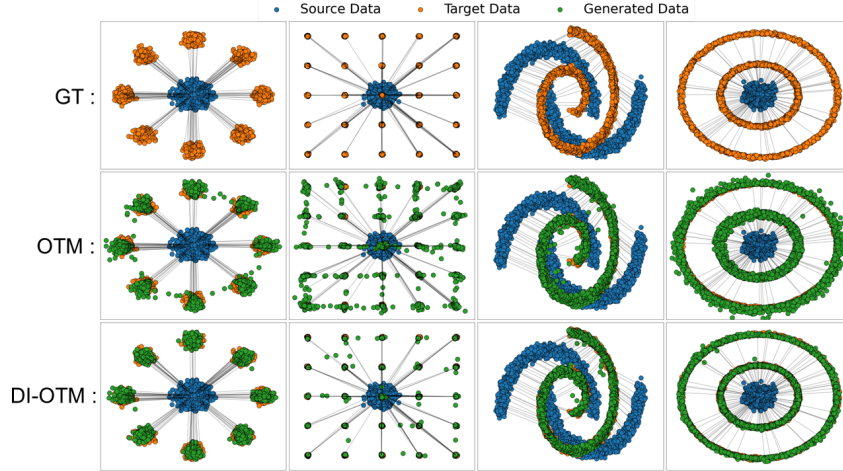 Source Data Target Data Generated Data
GT :
OTM :
DI-OTM :